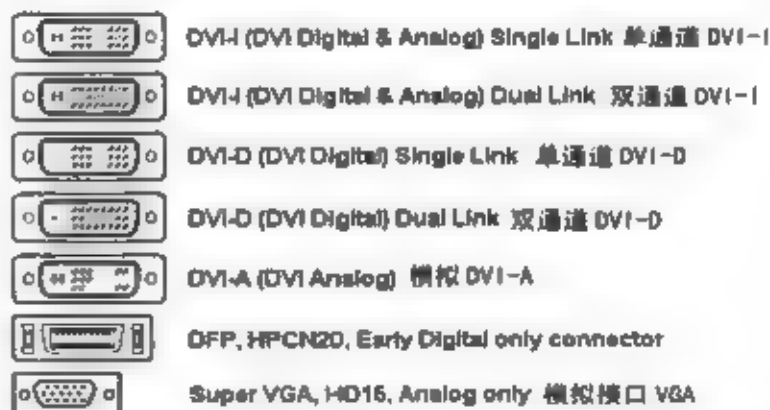 DVI-I (DVI Digital & Analog) Single Link 单通道 DVI-I
DVI-I (DVI Digital & Analog) Dual Link 双通道 DVI-I
DVI-D (DVI Digital) Single Link 单通道 DVI-D
DVI-D (DVI Digital) Dual Link 双通道 DVI-D
DVI-A (DVI Analog) 模拟 DVI-A
DFP, HPCN20, Early Digital only connector
Super VGA, HD15, Analog only 模拟接口 VGA